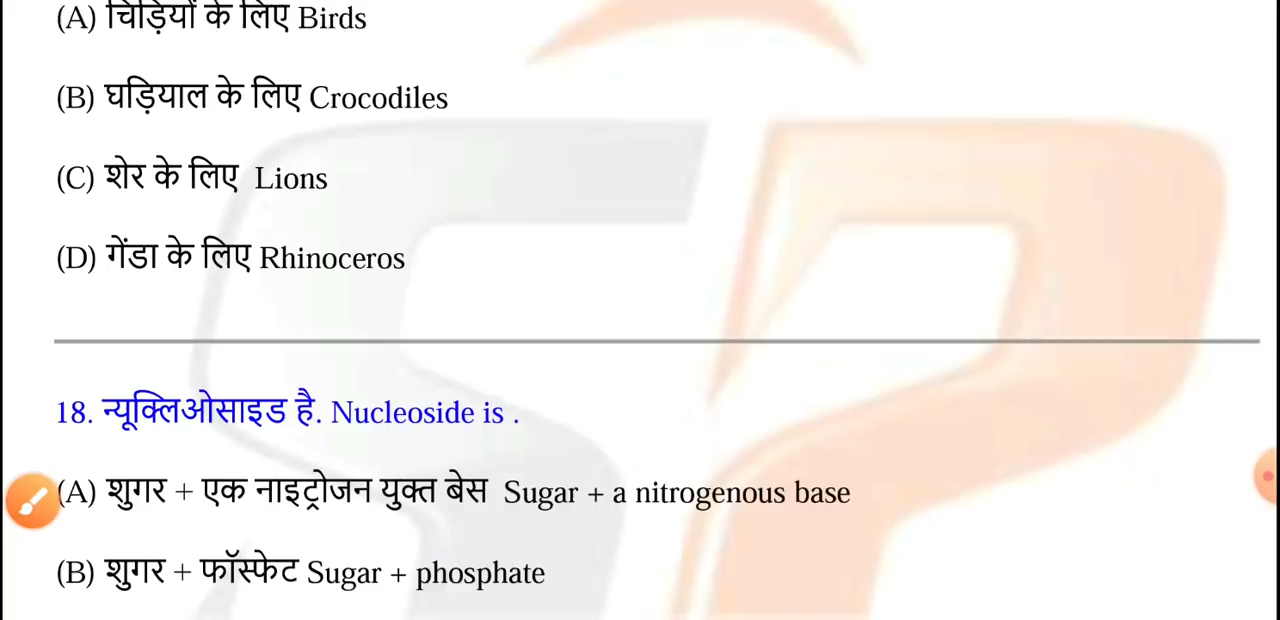 (A) चिड़ियों के लिए Birds
(B) घड़ियाल के लिए Crocodiles
(C) शेर के लिए Lions
(D) गेंडा के लिए Rhinoceros
18. न्यूक्लिओसाइड है. Nucleoside is .
(A) शुगर + एक नाइट्रोजन युक्त बेस Sugar + a nitrogenous base
(B) शुगर + फॉस्फेट Sugar + phosphate